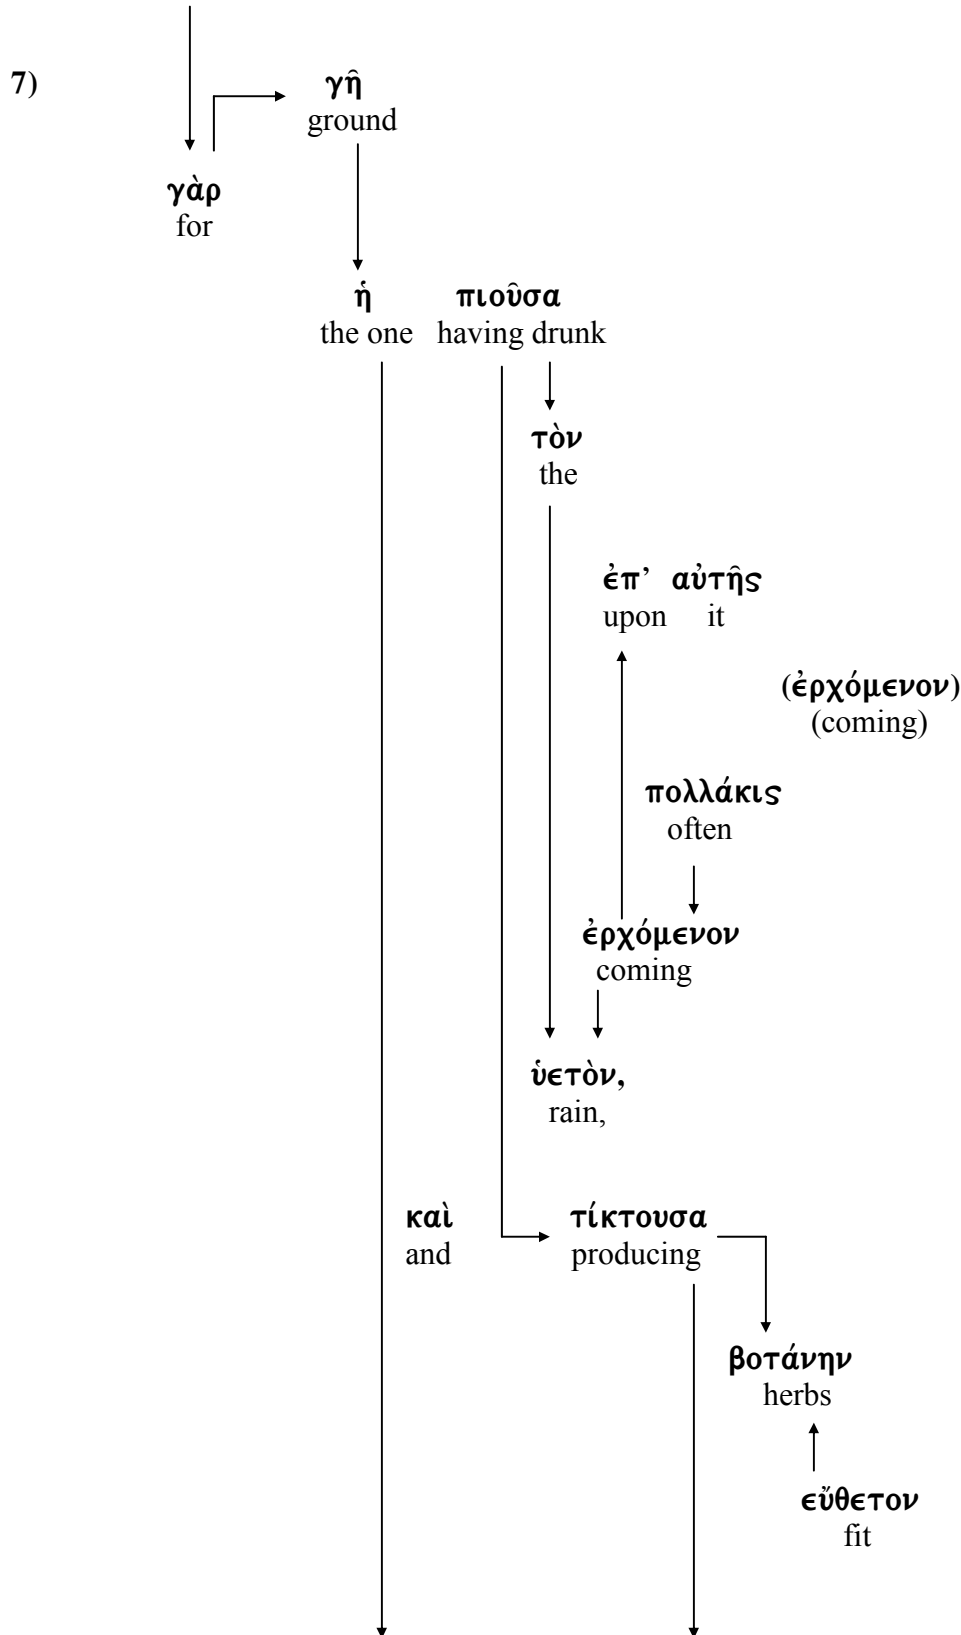 7) γῆ
ground
γὰρ
for
ἡ πιοῦσα
the one having drunk
τὸν
the
ἐπ’ αὐτῆς
upon it
(ἐρχόμενον)
(coming)
πολλάκις
often
ἐρχόμενον
coming
ὑετὸν,
rain,
καὶ τίκτουσα
and producing
βοτάνην
herbs
εὔθετον
fit